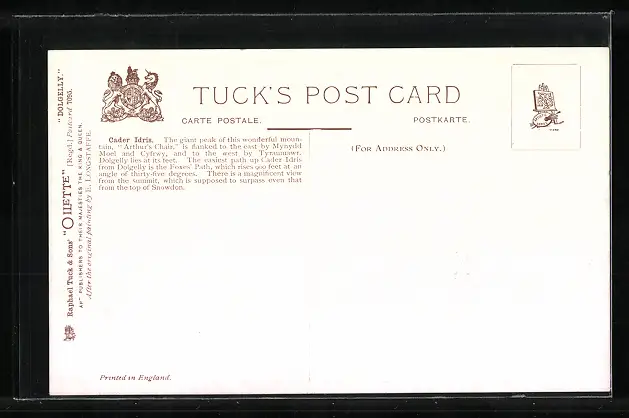 TUCK'S POST CARD
CARTE POSTALE.
POSTKARTE.
(FOR ADDRESS ONLY.)
Cader Idris. The giant peak of this wonderful moun-
tain, "Arthur's Chair," is flanked to the east by Mynydd
Moel and Cyfrwy, and to the west by Tyraumawr.
Dolgelly lies at its feet. The easiest path up Cader Idris
from Dolgelly is the Foxes' Path, which rises 900 feet at an
angle of thirty-five degrees. There is a magnificent view
from the summit, which is supposed to surpass even that
from the top of Snowdon.
Raphael Tuck & Sons' "OILETTE" [Regd.] Postcard 7095. "DOLGELLY."
ART PUBLISHERS TO THEIR MAJESTIES THE KING & QUEEN.
After the original painting by E. LONGSTAFFE.
Printed in England.